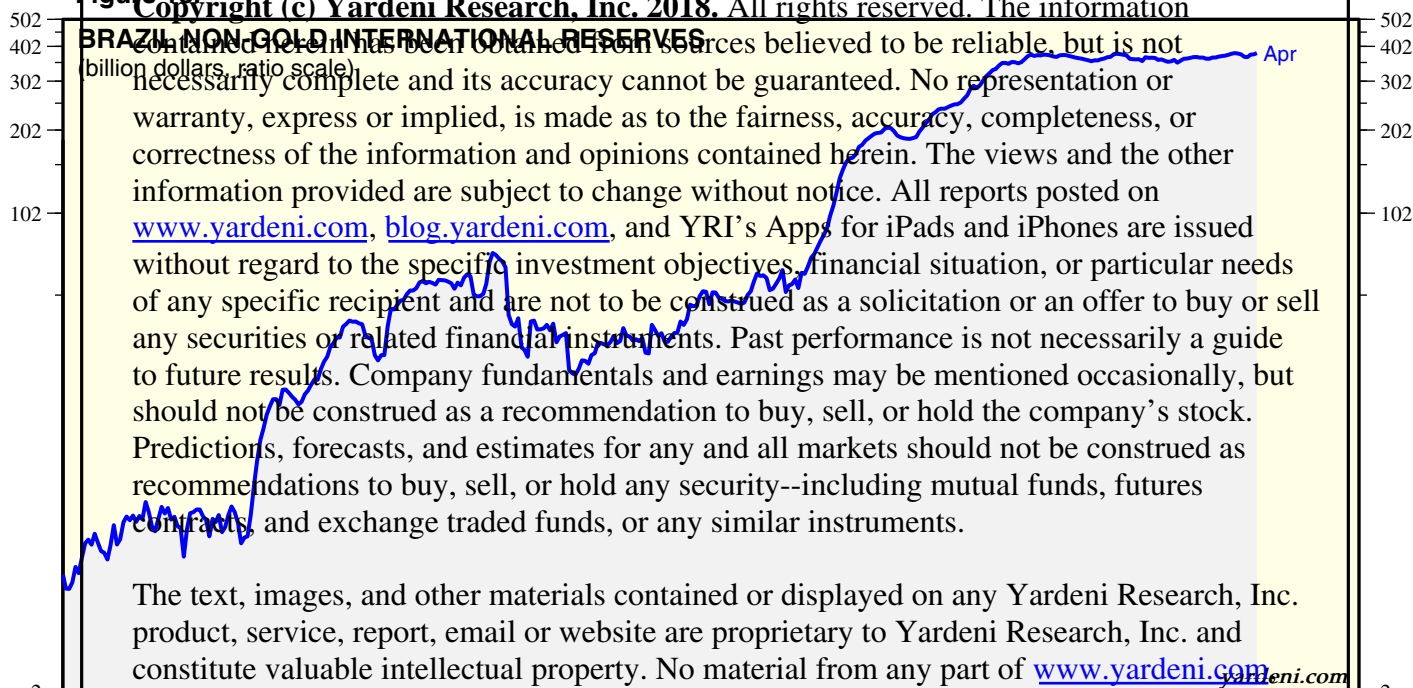 Copyright (c) Yardeni Research, Inc. 2018. All rights reserved. The information
BRAZIL NON-GOLD INTERNATIONAL RESERVES
(billion dollars, ratio scale)
contained herein has been obtained from sources believed to be reliable, but is not
necessarily complete and its accuracy cannot be guaranteed. No representation or
warranty, express or implied, is made as to the fairness, accuracy, completeness, or
correctness of the information and opinions contained herein. The views and the other
information provided are subject to change without notice. All reports posted on
www.yardeni.com, blog.yardeni.com, and YRI's Apps for iPads and iPhones are issued
without regard to the specific investment objectives, financial situation, or particular needs
of any specific recipient and are not to be construed as a solicitation or an offer to buy or sell
any securities or related financial instruments. Past performance is not necessarily a guide
to future results. Company fundamentals and earnings may be mentioned occasionally, but
should not be construed as a recommendation to buy, sell, or hold the company's stock.
Predictions, forecasts, and estimates for any and all markets should not be construed as
recommendations to buy, sell, or hold any security--including mutual funds, futures
contracts, and exchange traded funds, or any similar instruments.
The text, images, and other materials contained or displayed on any Yardeni Research, Inc.
product, service, report, email or website are proprietary to Yardeni Research, Inc. and
constitute valuable intellectual property. No material from any part of www.yardeni.com,
yardeni.com
Apr
502
402
302
202
102
502
402
302
202
102